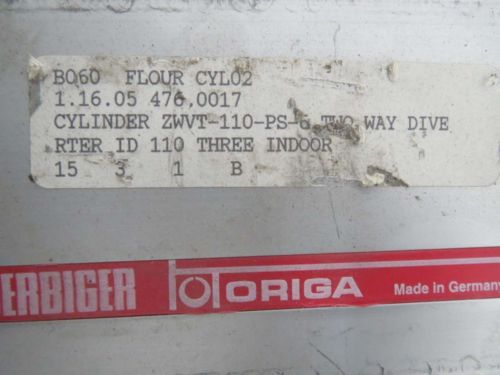 BQ60 FLOUR CYL02
1.16.05 476,0017
CYLINDER ZWVT-110-PS-6 TWO WAY DIVE
RTER ID 110 THREE INDOOR
15 3 1 B
ERBIGER ORIGA Made in Germany